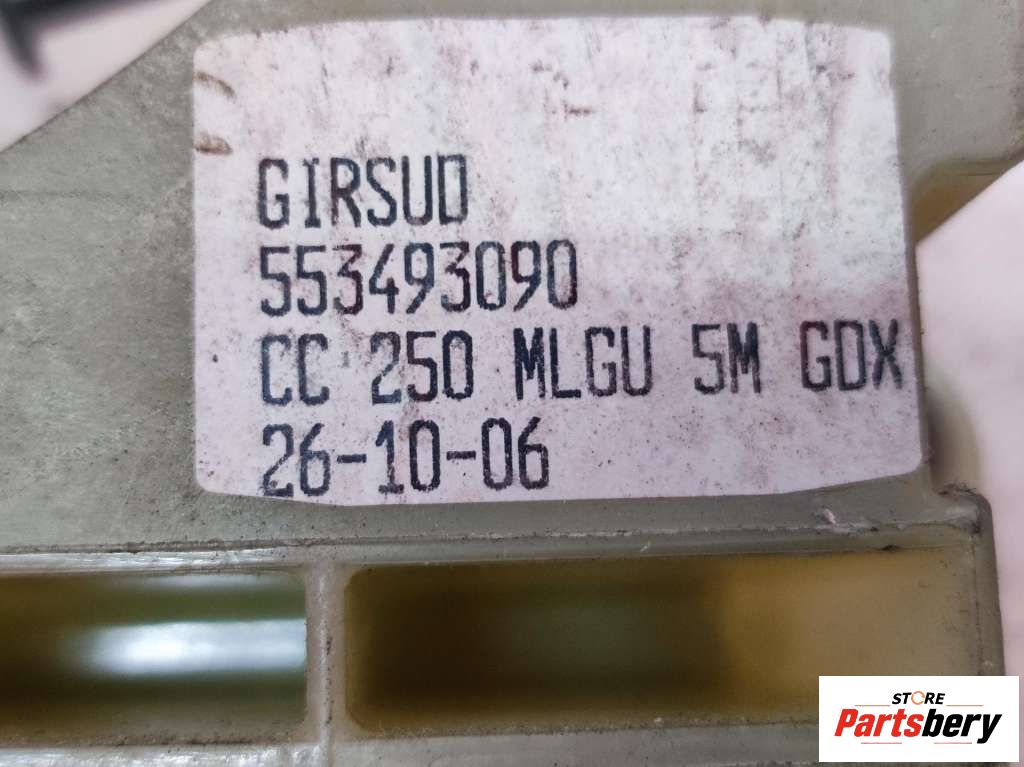 GIRSUD
553493090
CC 250 MLGU 5M GDX
26-10-06
STORE
Partsbery